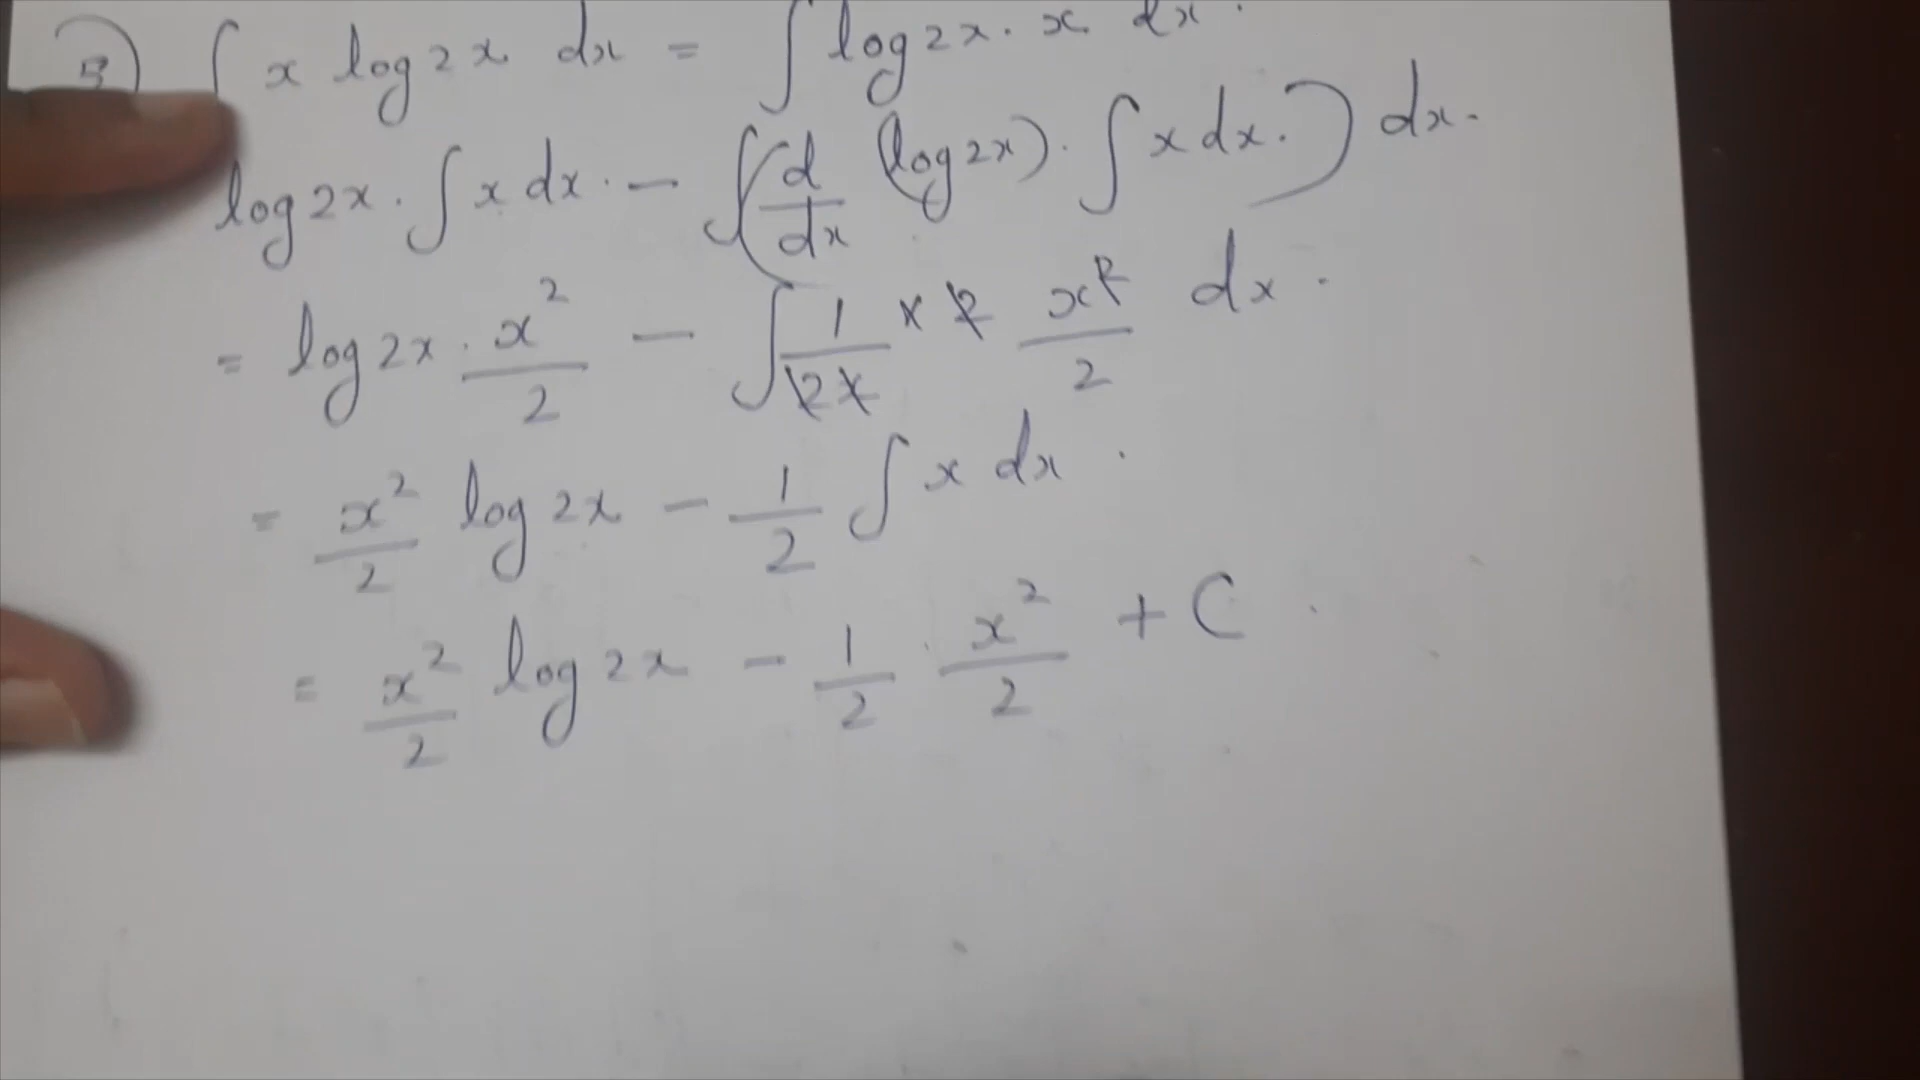 5) ∫ x log 2x dx = ∫ log 2x . x dx .
log 2x . ∫ x dx . − ∫ ( d/dx (log 2x) . ∫ x dx . ) dx .
= log 2x . x²/2 − ∫ 1/2x × 2 x²/2 dx .
= x²/2 log 2x − 1/2 ∫ x dx .
= x²/2 log 2x − 1/2 . x²/2 + C .